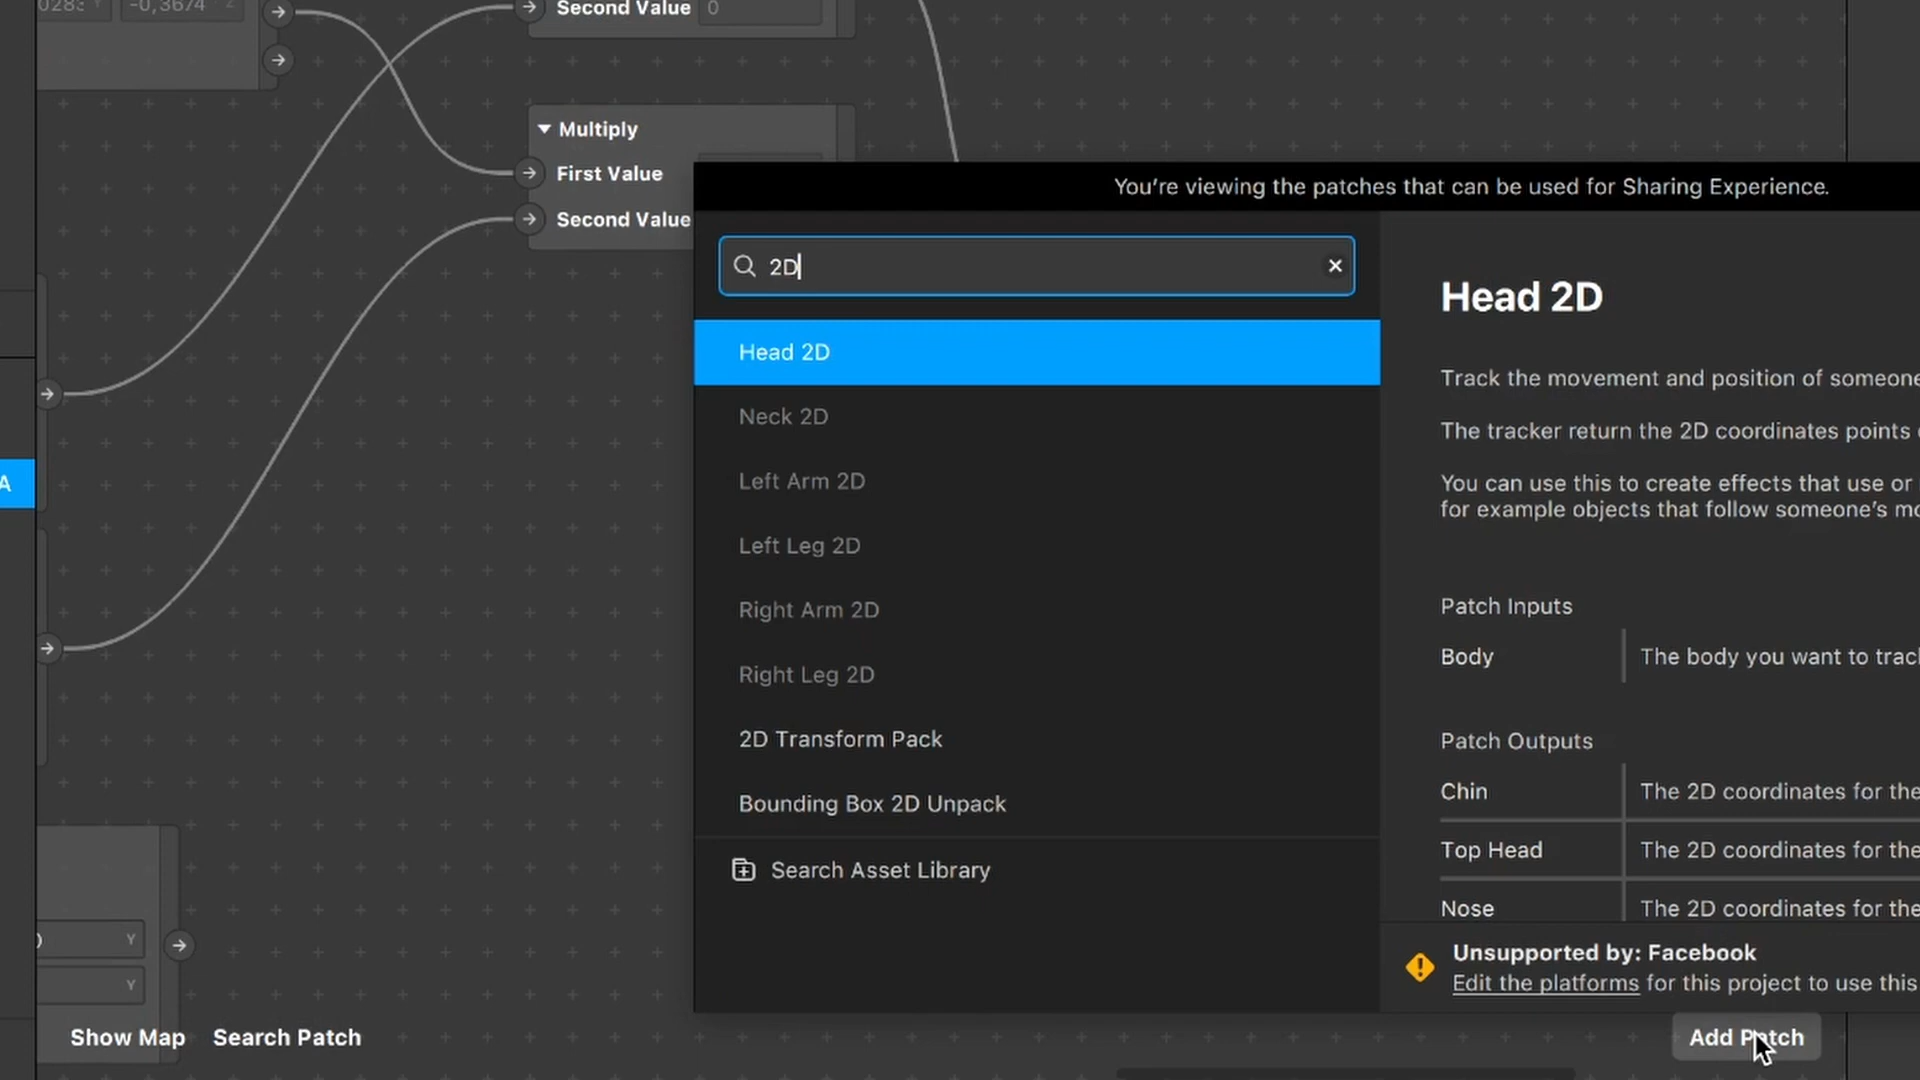 -0,3674 Z
Second Value 0
Multiply
First Value
Second Value
You're viewing the patches that can be used for Sharing Experience.
2D
Head 2D
Neck 2D
Left Arm 2D
Left Leg 2D
Right Arm 2D
Right Leg 2D
2D Transform Pack
Bounding Box 2D Unpack
Search Asset Library
Head 2D
Track the movement and position of someone
The tracker return the 2D coordinates points
You can use this to create effects that use or
for example objects that follow someone's
Patch Inputs
Body The body you want to
Patch Outputs
Chin The 2D coordinates for the
Top Head The 2D coordinates for the
Nose The 2D coordinates for the
Unsupported by: Facebook
Edit the platforms for this project to use this
A
Y
Y
Show Map Search Patch
Add Patch